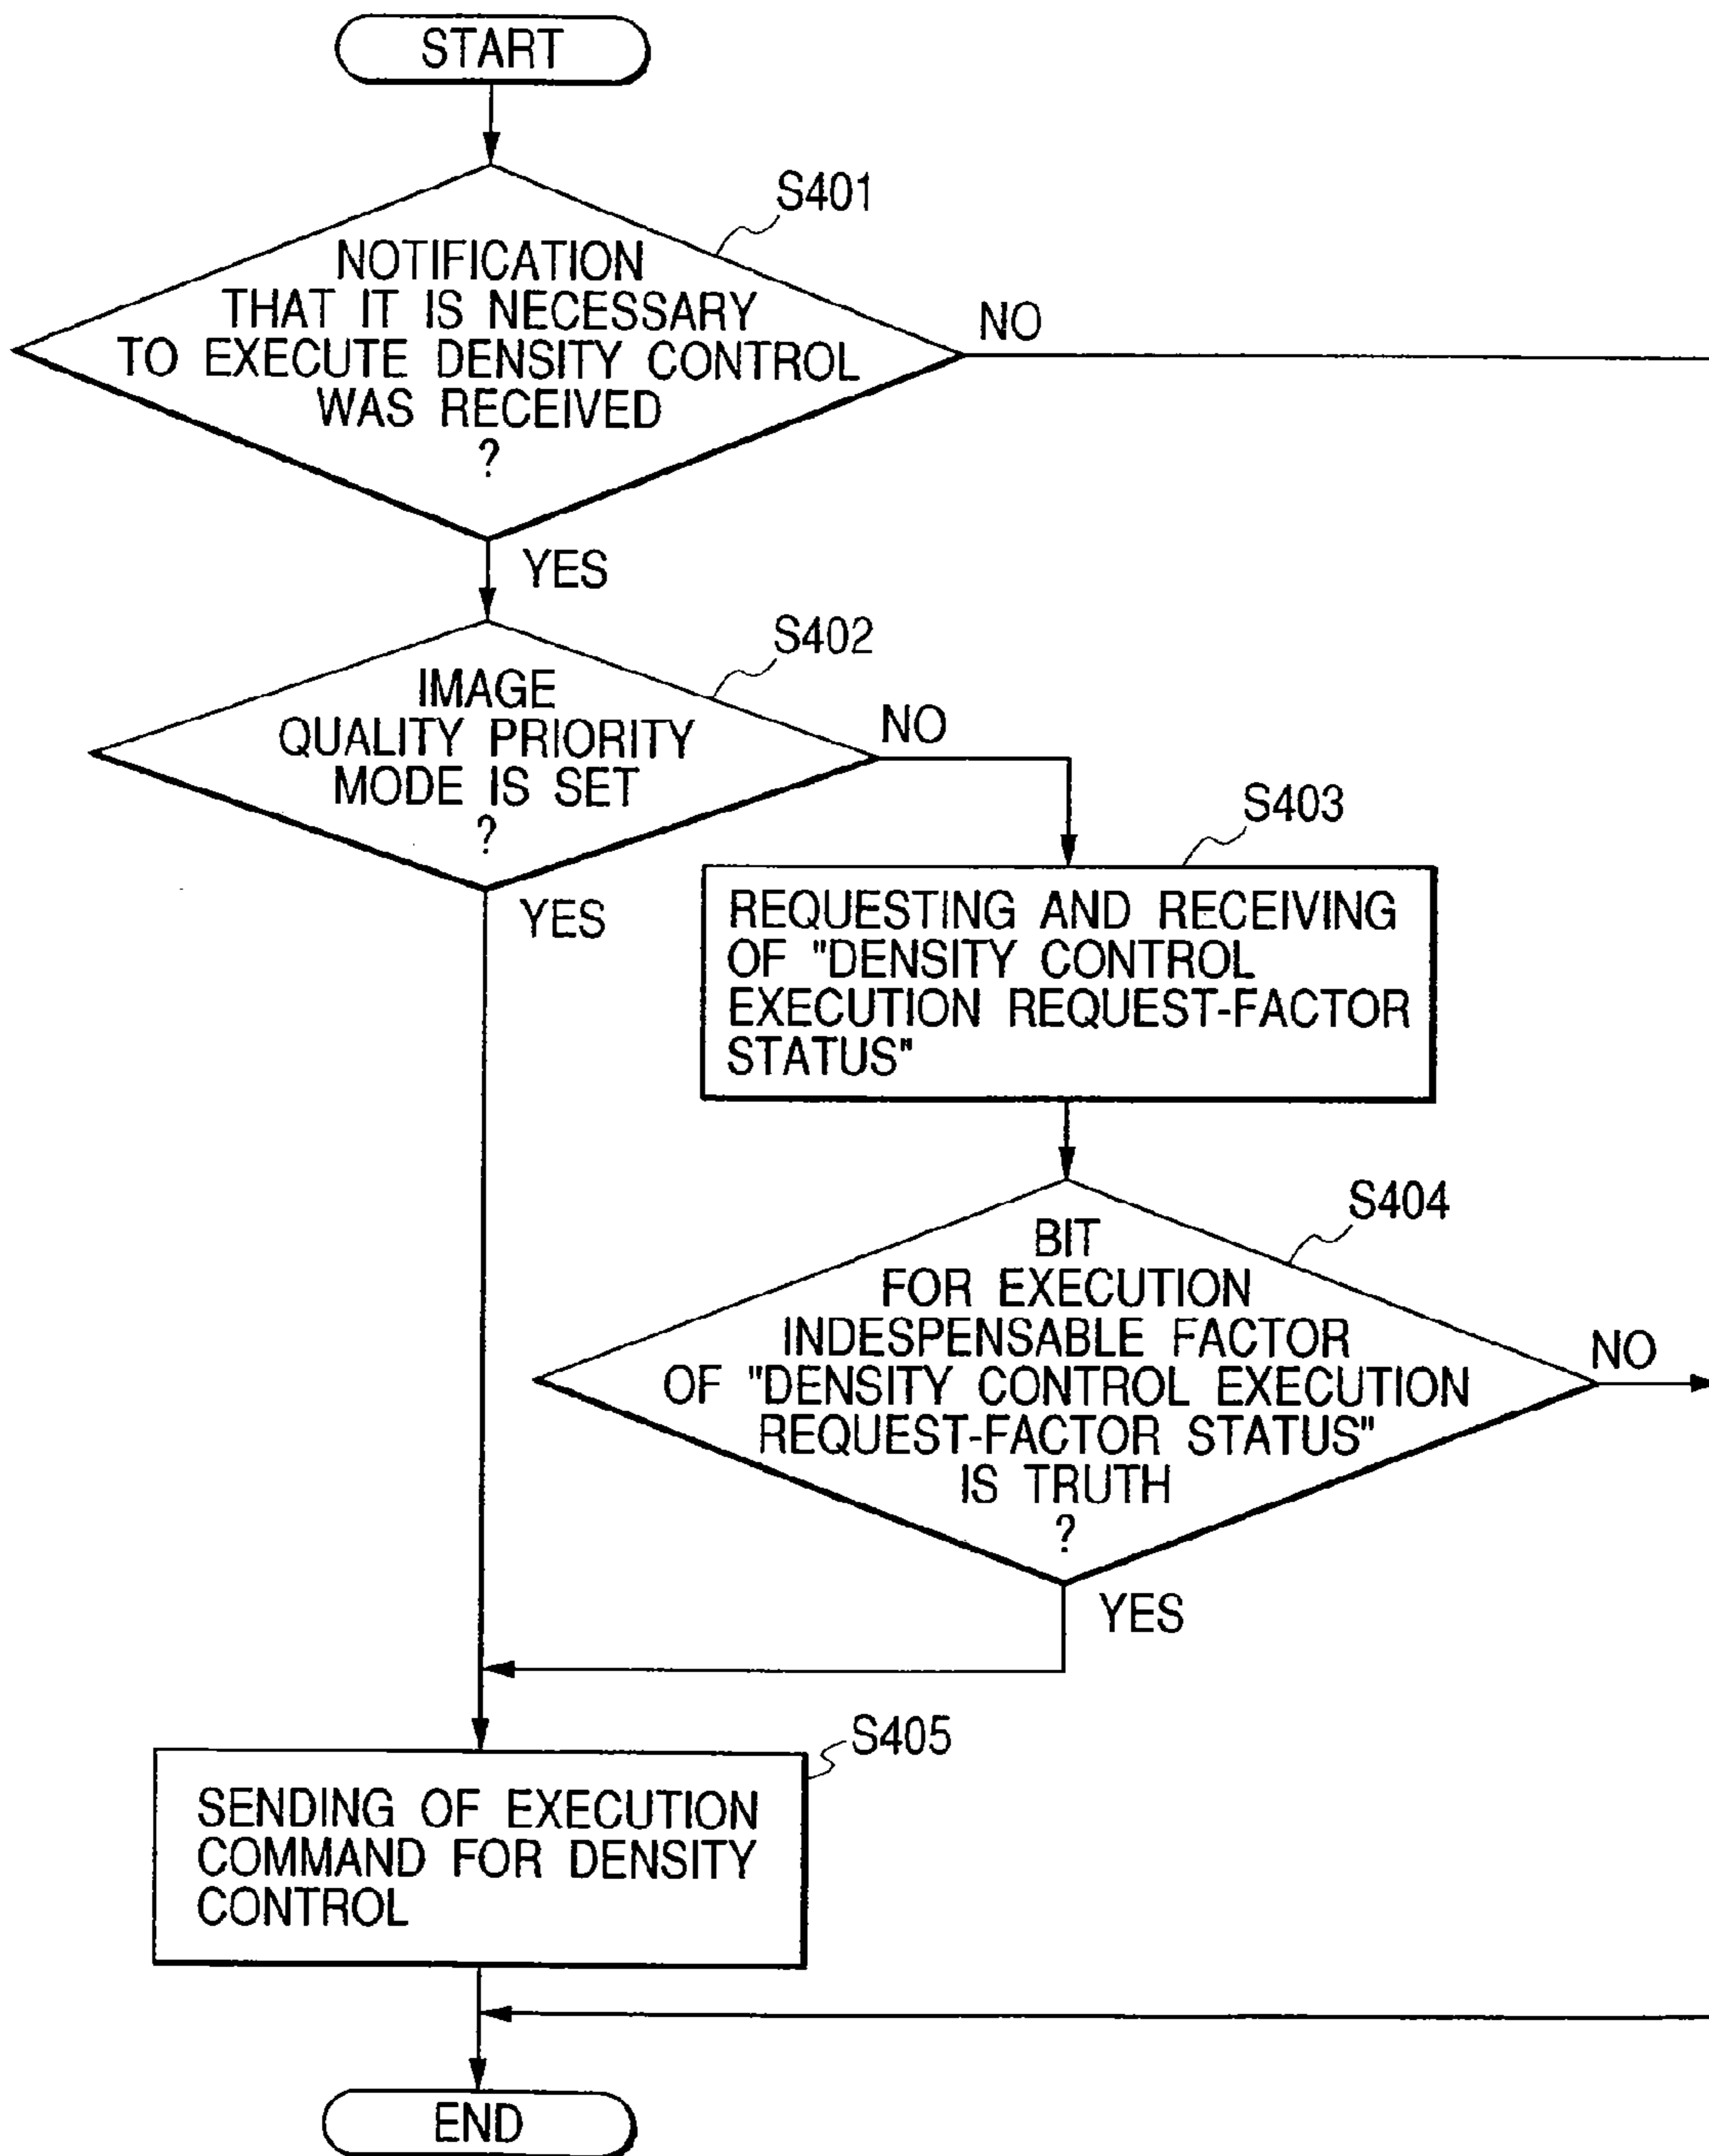 START
S401
NOTIFICATION
THAT IT IS NECESSARY
TO EXECUTE DENSITY CONTROL
WAS RECEIVED
?
NO
YES
S402
IMAGE
QUALITY PRIORITY
MODE IS SET
?
NO
YES
S403
REQUESTING AND RECEIVING
OF "DENSITY CONTROL
EXECUTION REQUEST-FACTOR
STATUS"
S404
BIT
FOR EXECUTION
INDESPENSABLE FACTOR
OF "DENSITY CONTROL EXECUTION
REQUEST-FACTOR STATUS"
IS TRUTH
?
NO
YES
S405
SENDING OF EXECUTION
COMMAND FOR DENSITY
CONTROL
END